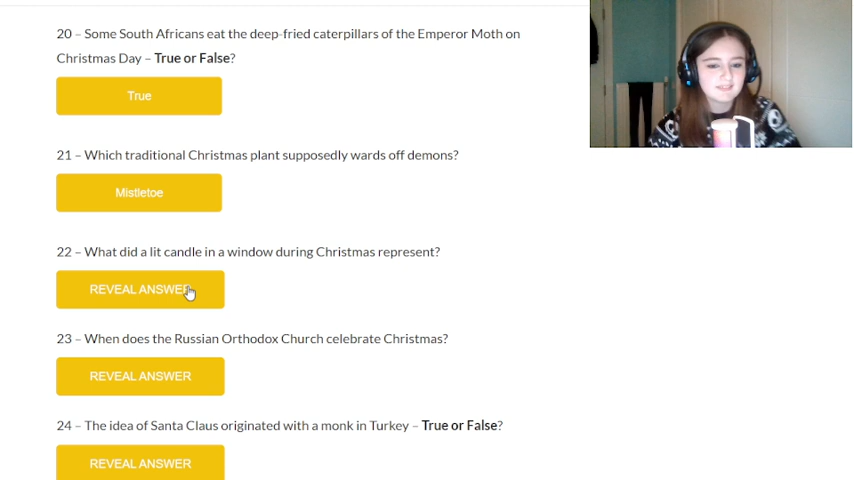 20 – Some South Africans eat the deep-fried caterpillars of the Emperor Moth on
Christmas Day – True or False?
True
21 – Which traditional Christmas plant supposedly wards off demons?
Mistletoe
22 – What did a lit candle in a window during Christmas represent?
REVEAL ANSWER
23 – When does the Russian Orthodox Church celebrate Christmas?
REVEAL ANSWER
24 – The idea of Santa Claus originated with a monk in Turkey – True or False?
REVEAL ANSWER